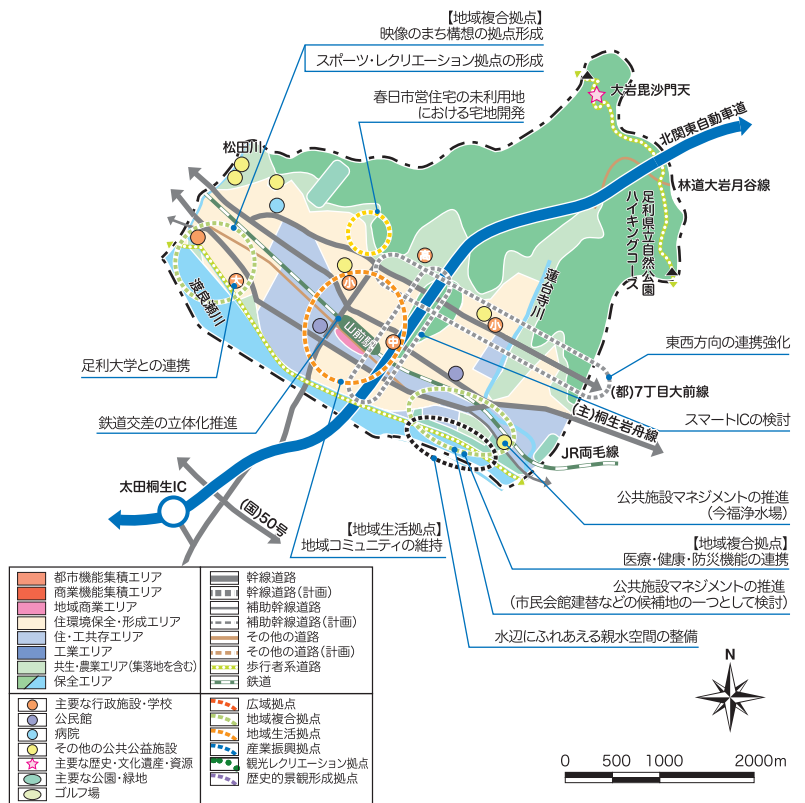 【地域複合拠点】
映像のまち構想の拠点形成
スポーツ・レクリエーション拠点の形成
春日市営住宅の未利用地
における宅地開発
大岩毘沙門天
北関東自動車道
松田川
林道大岩月谷線
足利県立自然公園
ハイキングコース
高
蓮台寺川
渡良瀬川
大
小
山前駅
中
小
東西方向の連携強化
足利大学との連携
(都)7丁目大前線
スマートICの検討
鉄道交差の立体化推進
(主)桐生岩舟線
JR両毛線
太田桐生IC
(国)50号
公共施設マネジメントの推進
(今福浄水場)
【地域生活拠点】
地域コミュニティの維持
【地域複合拠点】
医療・健康・防災機能の連携
公共施設マネジメントの推進
(市民会館建替などの候補地の一つとして検討)
水辺にふれあえる親水空間の整備
都市機能集積エリア
商業機能集積エリア
地域商業エリア
住環境保全・形成エリア
住・工共存エリア
工業エリア
共生・農業エリア(集落地を含む)
保全エリア
幹線道路
幹線道路(計画)
補助幹線道路
補助幹線道路(計画)
その他の道路
その他の道路(計画)
歩行者系道路
鉄道
主要な行政施設・学校
公民館
病院
その他の公共公益施設
主要な歴史・文化遺産・資源
主要な公園・緑地
ゴルフ場
広域拠点
地域複合拠点
地域生活拠点
産業振興拠点
観光レクリエーション拠点
歴史的景観形成拠点
N
0 500 1000 2000m